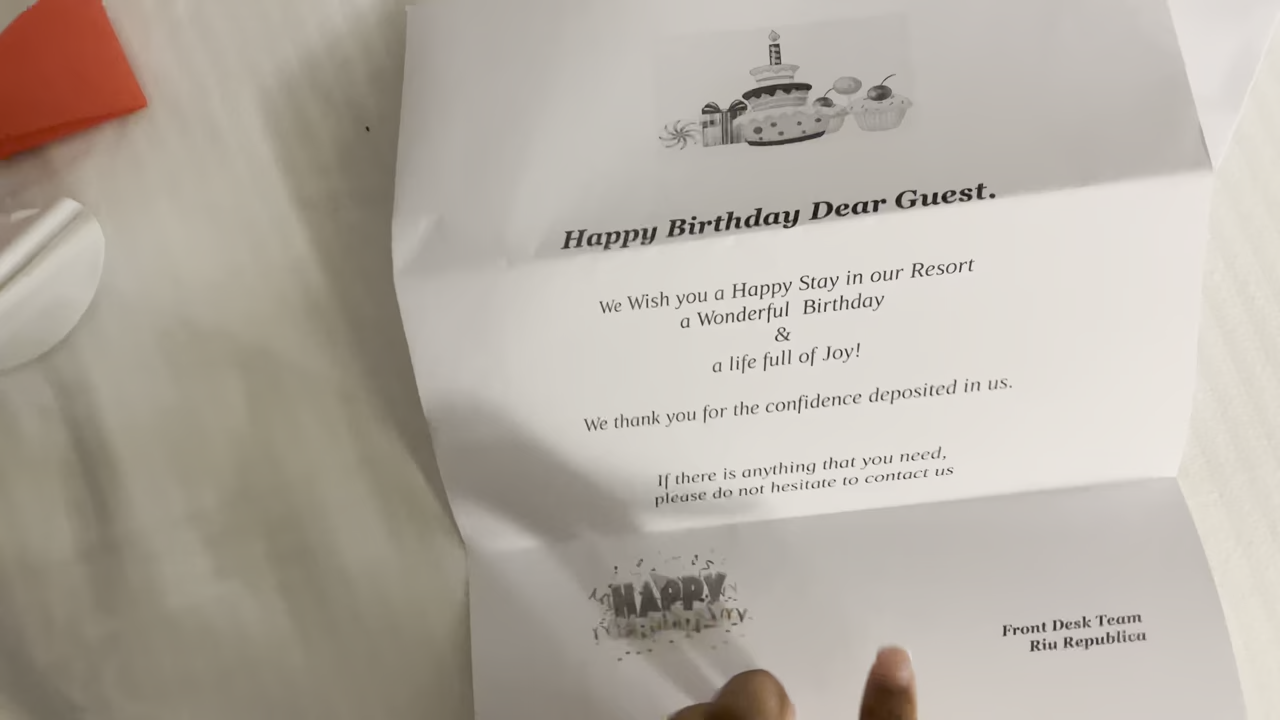 Happy Birthday Dear Guest.
We Wish you a Happy Stay in our Resort
a Wonderful Birthday
&
a life full of Joy!
We thank you for the confidence deposited in us.
If there is anything that you need,
please do not hesitate to contact us
HAPPY
Front Desk Team
Riu Republica